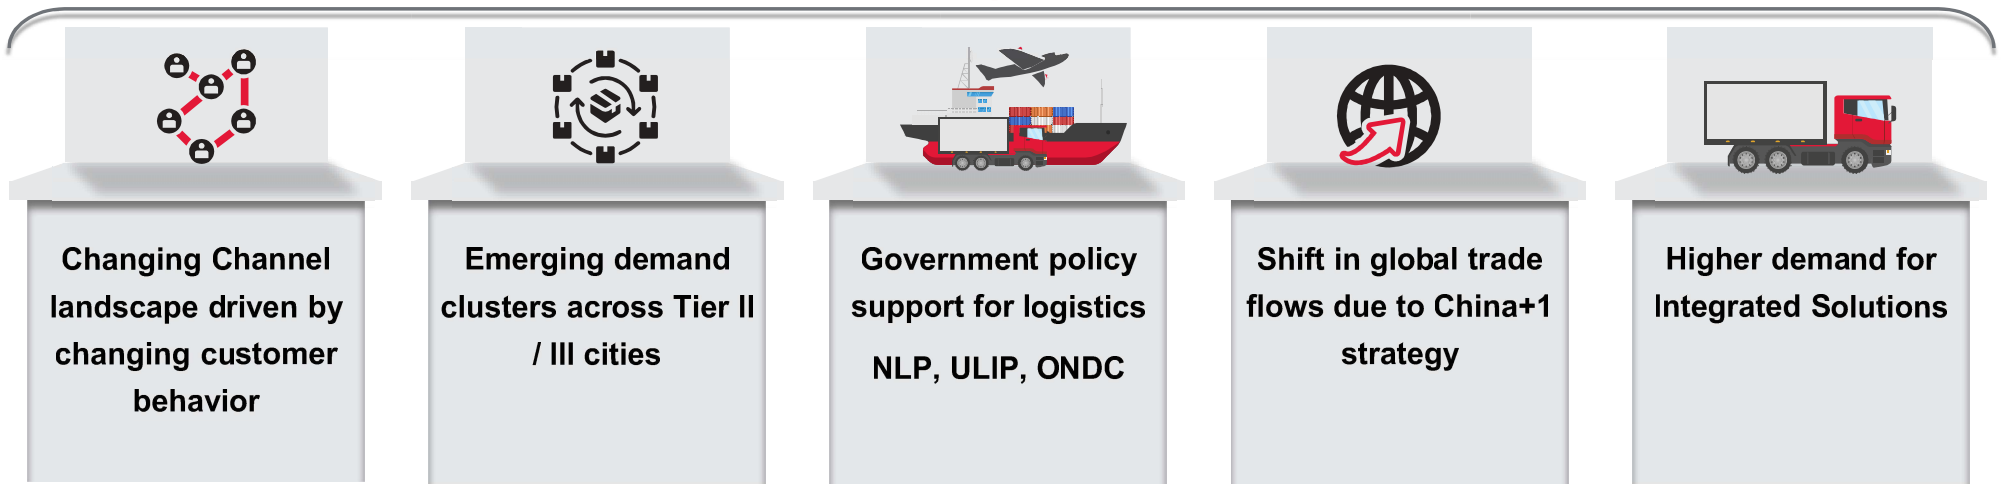 Changing Channel
landscape driven by
changing customer
behavior
Emerging demand
clusters across Tier II
/ III cities
Government policy
support for logistics
NLP, ULIP, ONDC
Shift in global trade
flows due to China+1
strategy
Higher demand for
Integrated Solutions